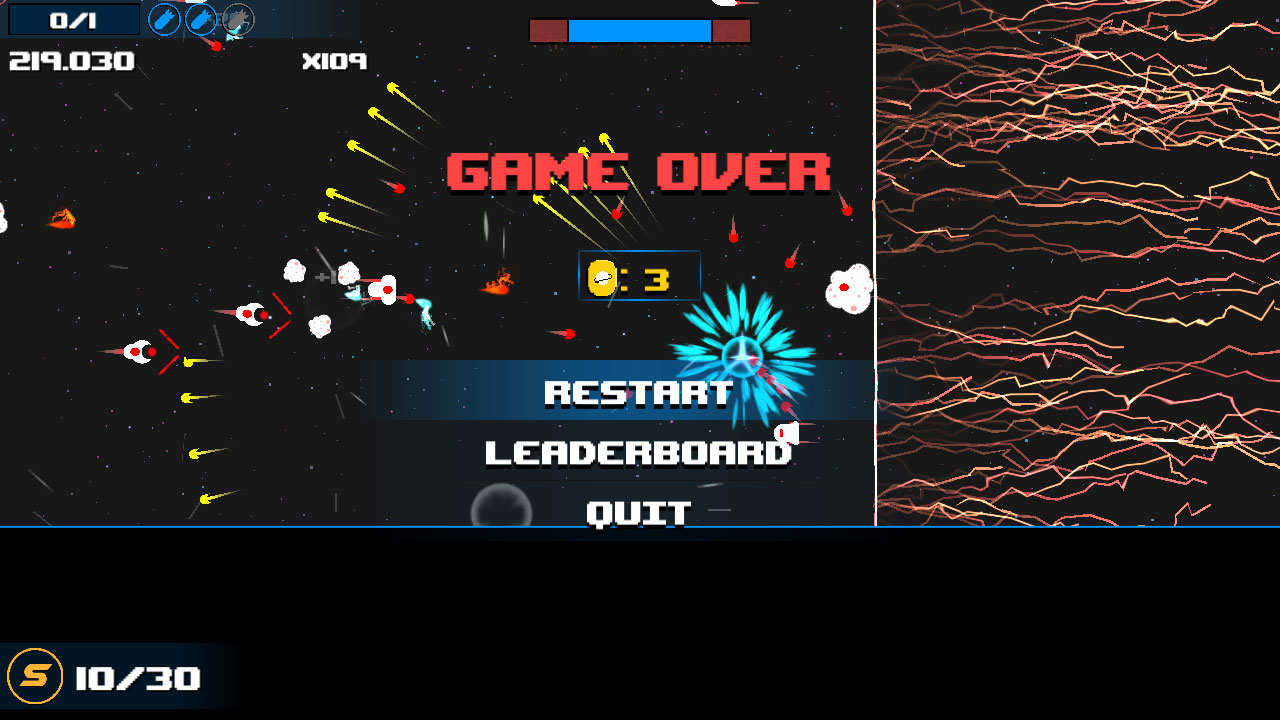 0/1
219.030 X109
GAME OVER
: 3
RESTART
LEADERBOARD
QUIT
S 10/30